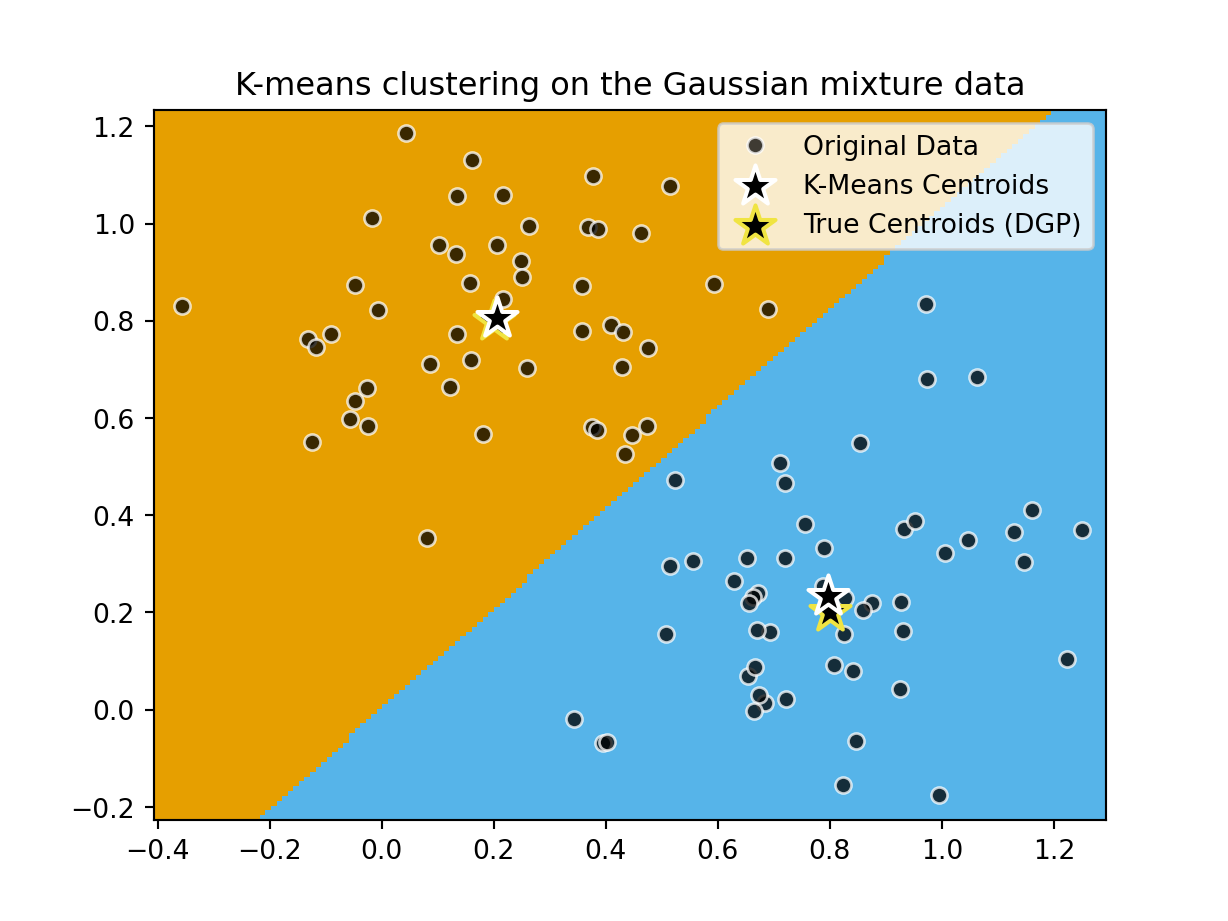 K-means clustering on the Gaussian mixture data
Original Data
K-Means Centroids
True Centroids (DGP)
1.2
1.0
0.8
0.6
0.4
0.2
0.0
−0.2
−0.4 −0.2 0.0 0.2 0.4 0.6 0.8 1.0 1.2